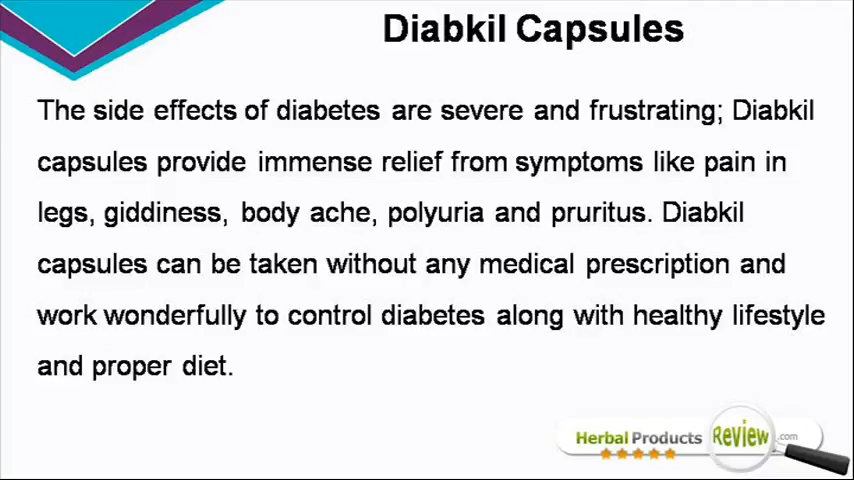 Diabkil Capsules
The side effects of diabetes are severe and frustrating; Diabkil
capsules provide immense relief from symptoms like pain in
legs, giddiness, body ache, polyuria and pruritus. Diabkil
capsules can be taken without any medical prescription and
work wonderfully to control diabetes along with healthy lifestyle
and proper diet.
Herbal Products Review.com